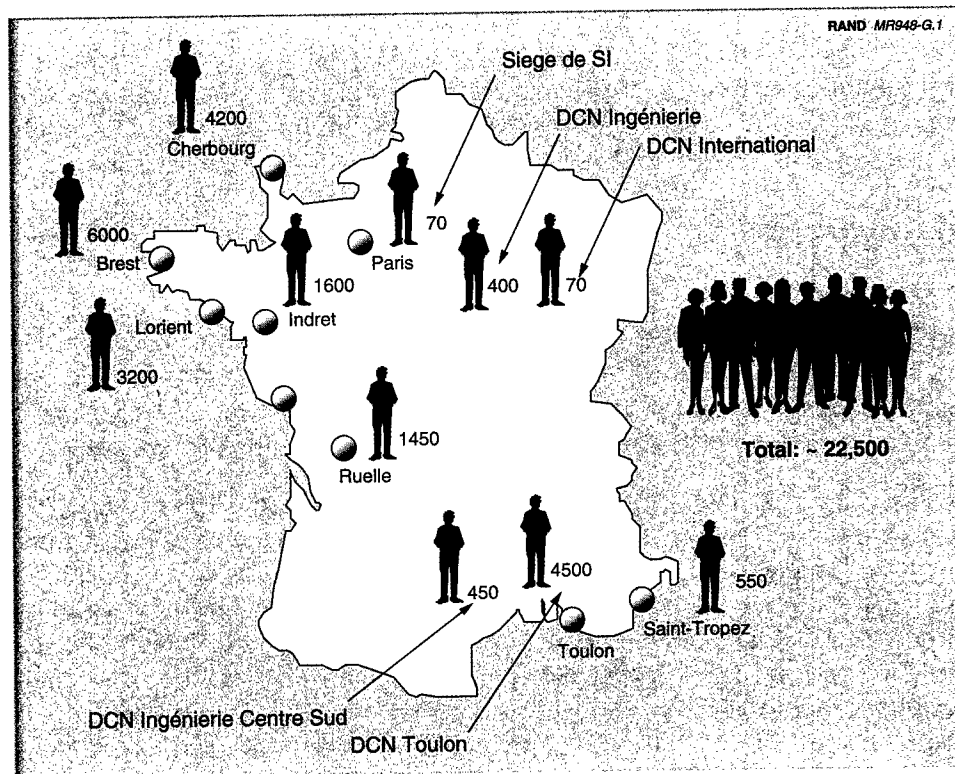 RAND MR948-G.1
Siege de SI
4200
DCN Ingénierie
Cherbourg
DCN International
6000
70
Brest
1600
Paris
400
70
Lorient
Indret
3200
1450
Total: ~ 22,500
Ruelle
450
4500
550
Saint-Tropez
Toulon
DCN Ingénierie Centre Sud
DCN Toulon